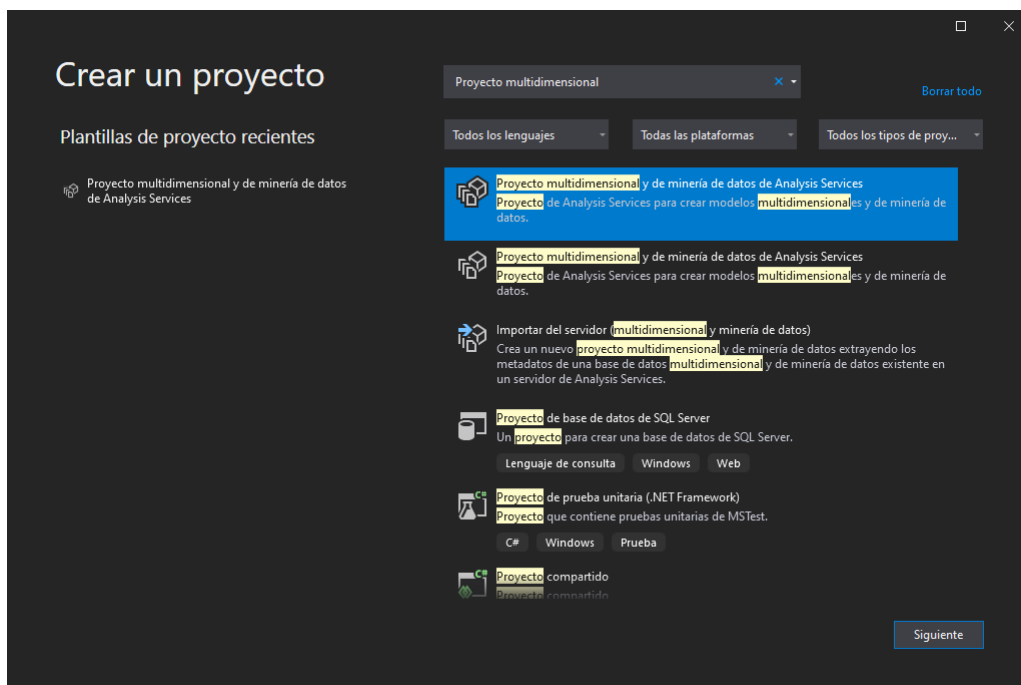 Crear un proyecto
Plantillas de proyecto recientes
Proyecto multidimensional y de minería de datos
de Analysis Services
Proyecto multidimensional
Borrar todo
Todos los lenguajes
Todas las plataformas
Todos los tipos de proy...
Proyecto multidimensional y de minería de datos de Analysis Services
Proyecto de Analysis Services para crear modelos multidimensionales y de minería de
datos.
Proyecto multidimensional y de minería de datos de Analysis Services
Proyecto de Analysis Services para crear modelos multidimensionales y de minería de
datos.
Importar del servidor (multidimensional y minería de datos)
Crea un nuevo proyecto multidimensional y de minería de datos extrayendo los
metadatos de una base de datos multidimensional y de minería de datos existente en
un servidor de Analysis Services.
Proyecto de base de datos de SQL Server
Un proyecto para crear una base de datos de SQL Server.
Lenguaje de consulta Windows Web
C#
Proyecto de prueba unitaria (.NET Framework)
Proyecto que contiene pruebas unitarias de MSTest.
C# Windows Prueba
C#
Proyecto compartido
Proyecto compartido
Siguiente